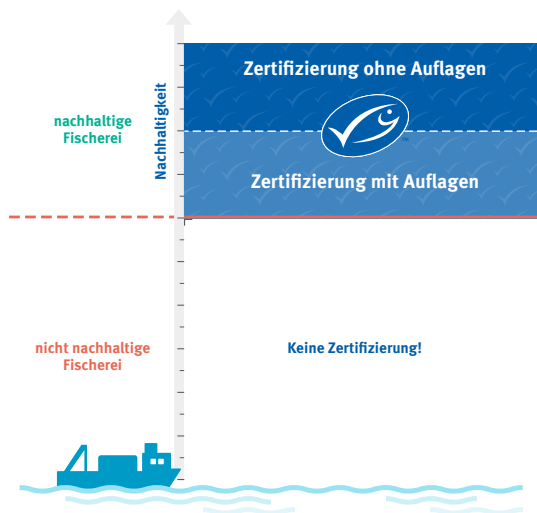 Zertifizierung ohne Auflagen
Nachhaltigkeit
nachhaltige
Fischerei
Zertifizierung mit Auflagen
nicht nachhaltige
Fischerei
Keine Zertifizierung!